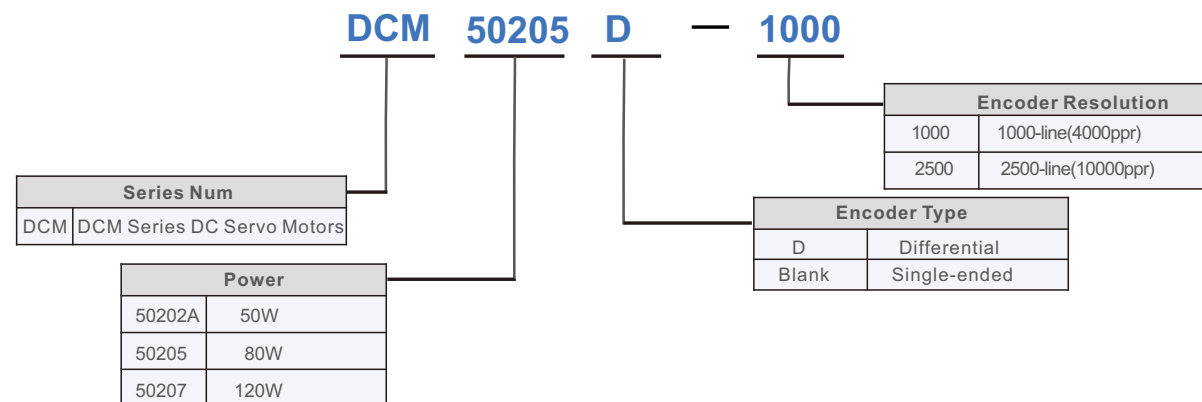 DCM 50205 D — 1000
Encoder Resolution
1000 1000-line(4000ppr)
2500 2500-line(10000ppr)
Series Num
DCM DCM Series DC Servo Motors
Encoder Type
D Differential
Blank Single-ended
Power
50202A 50W
50205 80W
50207 120W